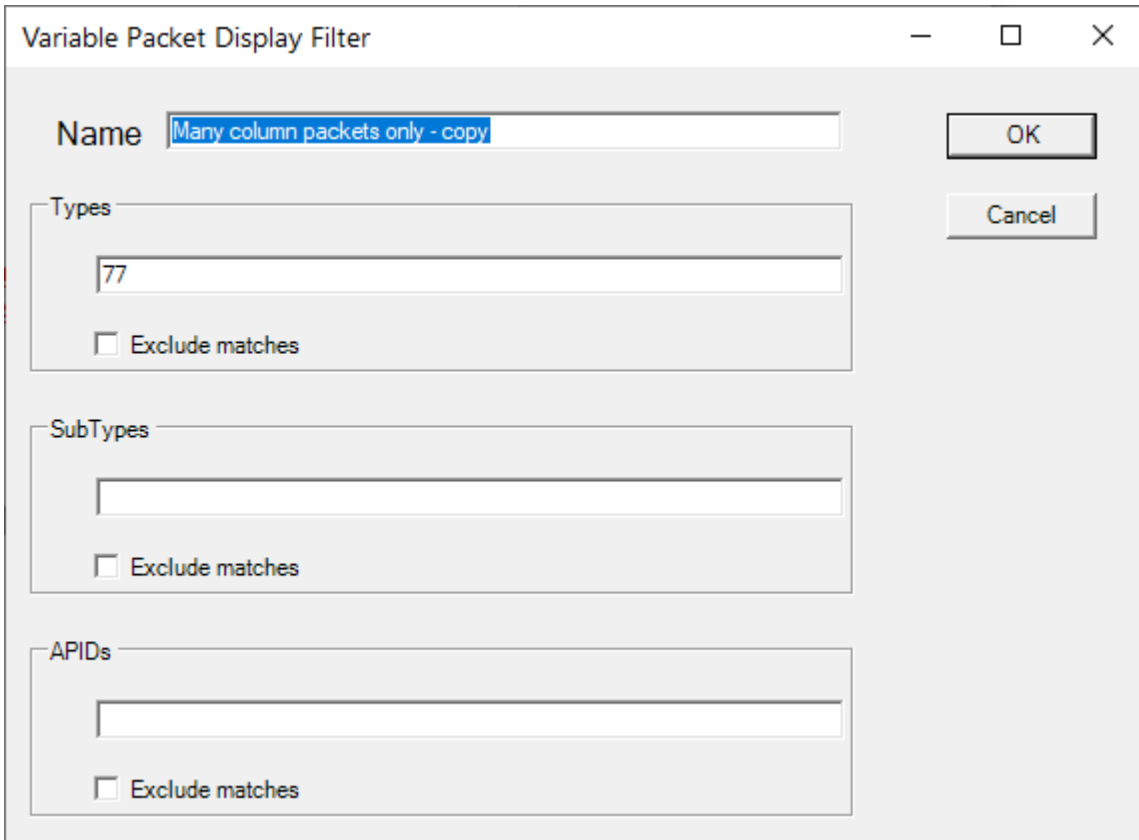 Variable Packet Display Filter
Name Many column packets only - copy OK
Types Cancel
77
Exclude matches
SubTypes
Exclude matches
APIDs
Exclude matches